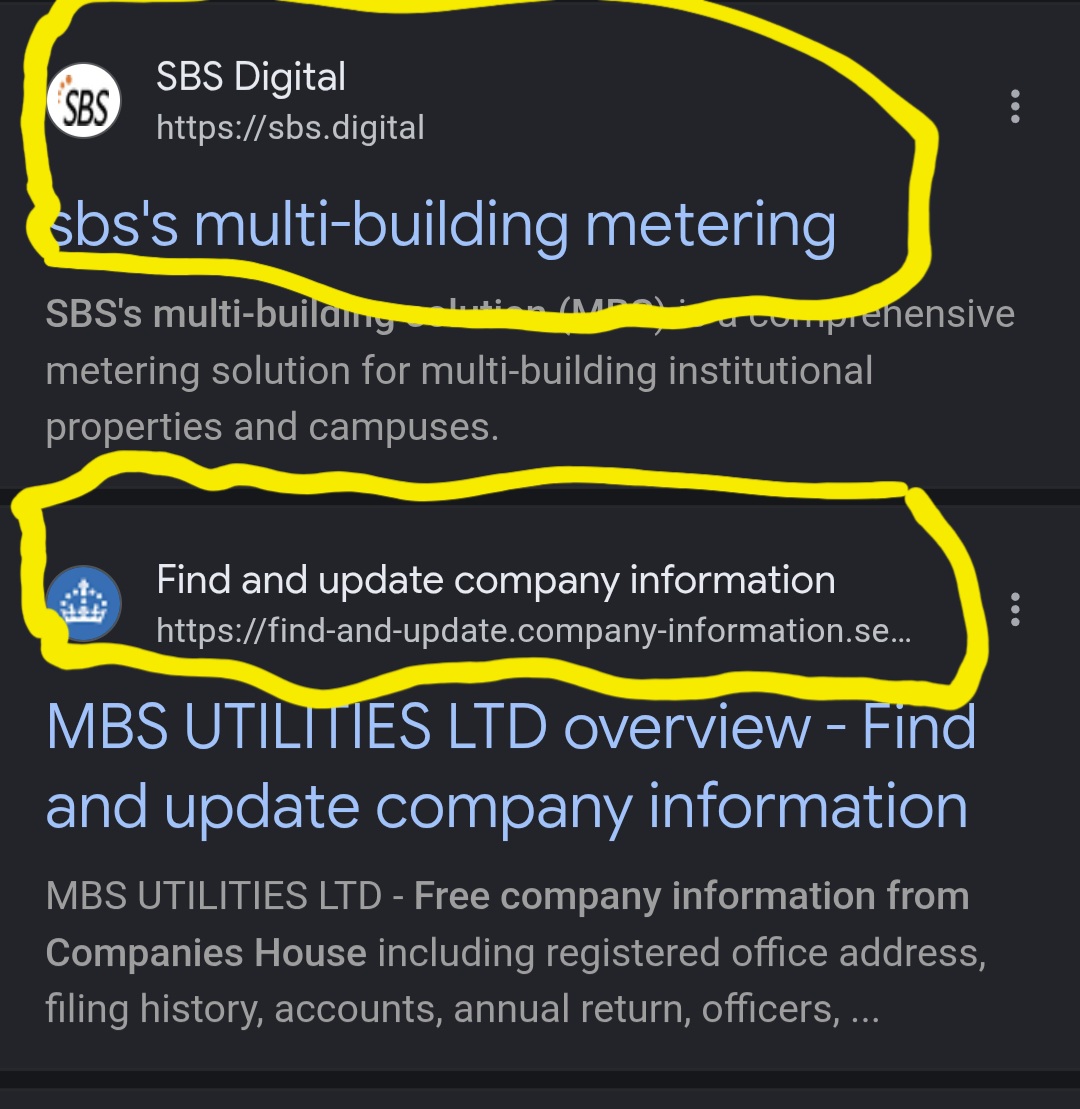 SBS
SBS Digital
https://sbs.digital
sbs's multi-building metering
SBS's multi-building solution (MBS) is a comprehensive
metering solution for multi-building institutional
properties and campuses.
Find and update company information
https://find-and-update.company-information.se...
MBS UTILITIES LTD overview - Find
and update company information
MBS UTILITIES LTD - Free company information from
Companies House including registered office address,
filing history, accounts, annual return, officers, ...